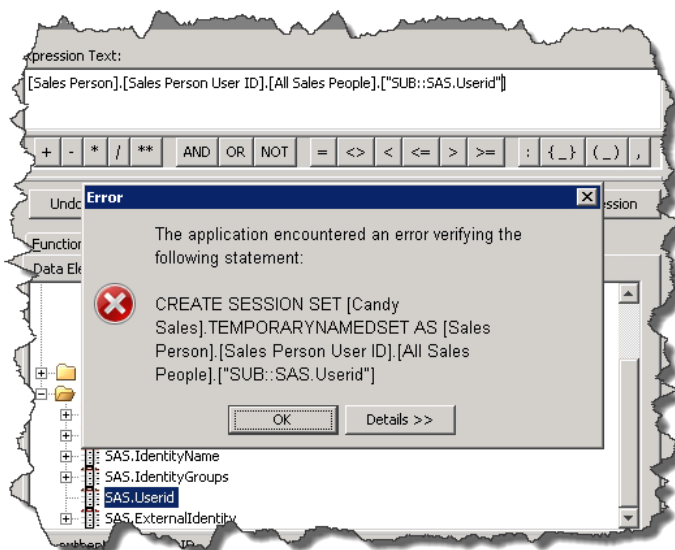 xpression Text:
[Sales Person].[Sales Person User ID].[All Sales People].["SUB::SAS.Userid"]
+ - * / ** AND OR NOT = <> < <= > >= : {_} (_) ,
Undo ession
Error
The application encountered an error verifying the
following statement:
CREATE SESSION SET [Candy
Sales].TEMPORARYNAMEDSET AS [Sales
Person].[Sales Person User ID].[All Sales
People].["SUB::SAS.Userid"]
OK Details >>
Function
Data Ele
SAS.IdentityName
SAS.IdentityGroups
SAS.Userid
SAS.ExternalIdentity